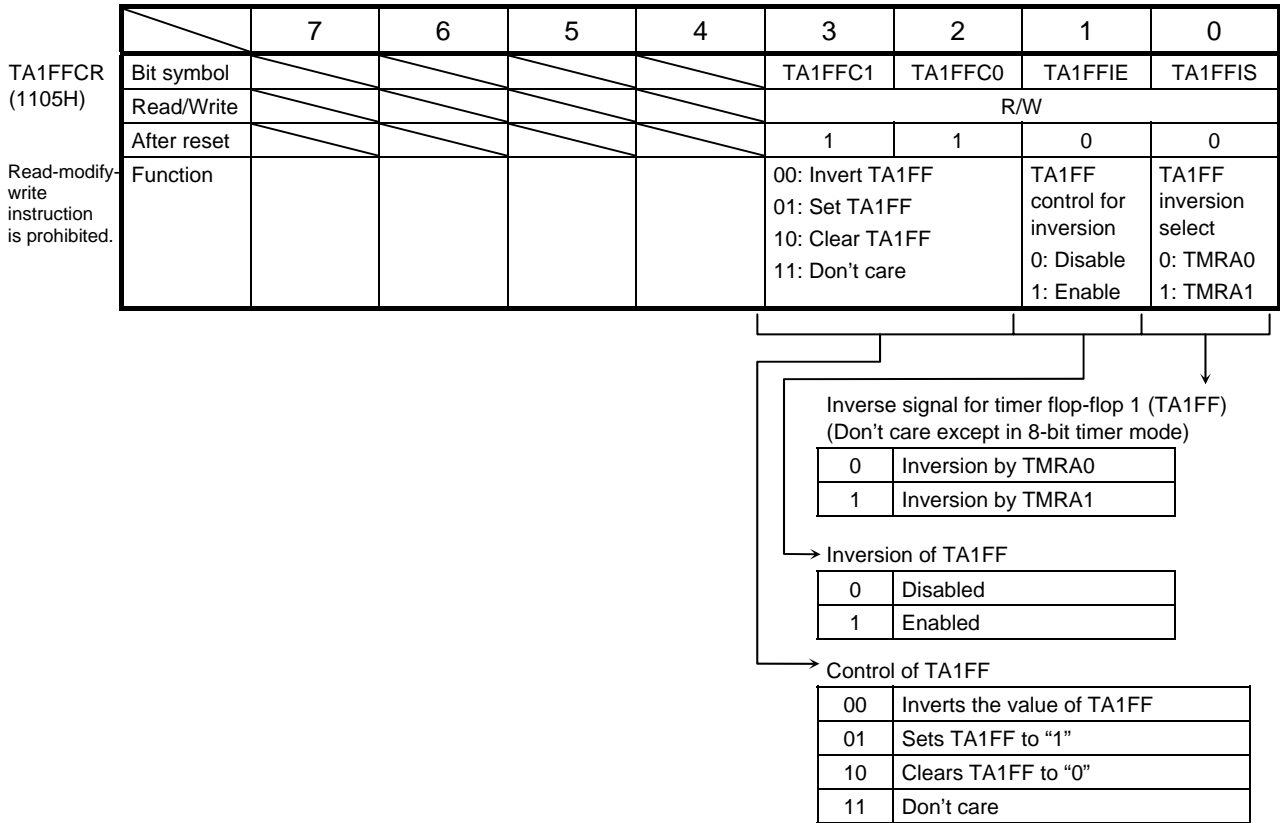 7 6 5 4 3 2 1 0
TA1FFCR
(1105H)
Bit symbol TA1FFC1 TA1FFC0 TA1FFIE TA1FFIS
Read/Write R/W
After reset 1 1 0 0
Read-modify-
write
instruction
is prohibited.
Function
00: Invert TA1FF
01: Set TA1FF
10: Clear TA1FF
11: Don't care
TA1FF
control for
inversion
0: Disable
1: Enable
TA1FF
inversion
select
0: TMRA0
1: TMRA1
Inverse signal for timer flop-flop 1 (TA1FF)
(Don't care except in 8-bit timer mode)
0 Inversion by TMRA0
1 Inversion by TMRA1
Inversion of TA1FF
0 Disabled
1 Enabled
Control of TA1FF
00 Inverts the value of TA1FF
01 Sets TA1FF to “1”
10 Clears TA1FF to “0”
11 Don't care